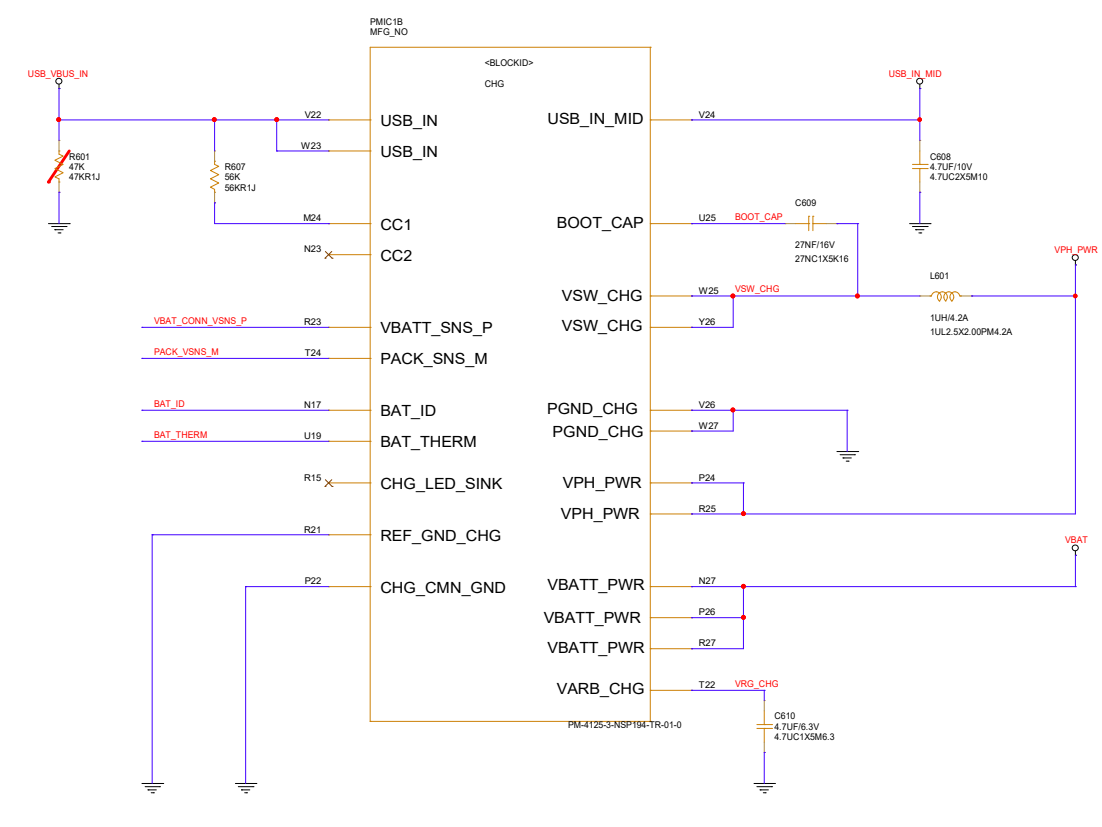 PMIC1B
MFG_NO
<BLOCKID>
CHG
USB_VBUS_IN
USB_IN_MID
V22
USB_IN
USB_IN_MID
V24
W23
USB_IN
R601
47K
47KR1J
R607
56K
56KR1J
C608
4.7UF/10V
4.7UC2X5M10
M24
CC1
BOOT_CAP
U25
BOOT_CAP
C609
27NF/16V
27NC1X5K16
N23
CC2
VPH_PWR
VSW_CHG
W25
VSW_CHG
L601
1UH/4.2A
1UL2.5X2.00PM4.2A
VBAT_CONN_VSNS_P
R23
VBATT_SNS_P
VSW_CHG
Y26
PACK_VSNS_M
T24
PACK_SNS_M
BAT_ID
N17
BAT_ID
PGND_CHG
V26
BAT_THERM
U19
BAT_THERM
PGND_CHG
W27
R15
CHG_LED_SINK
VPH_PWR
P24
VPH_PWR
R25
R21
REF_GND_CHG
VBAT
P22
CHG_CMN_GND
VBATT_PWR
N27
VBATT_PWR
P26
VBATT_PWR
R27
VARB_CHG
T22
VRG_CHG
C610
4.7UF/6.3V
4.7UC1X5M6.3
PM-4125-3-NSP194-TR-01-0